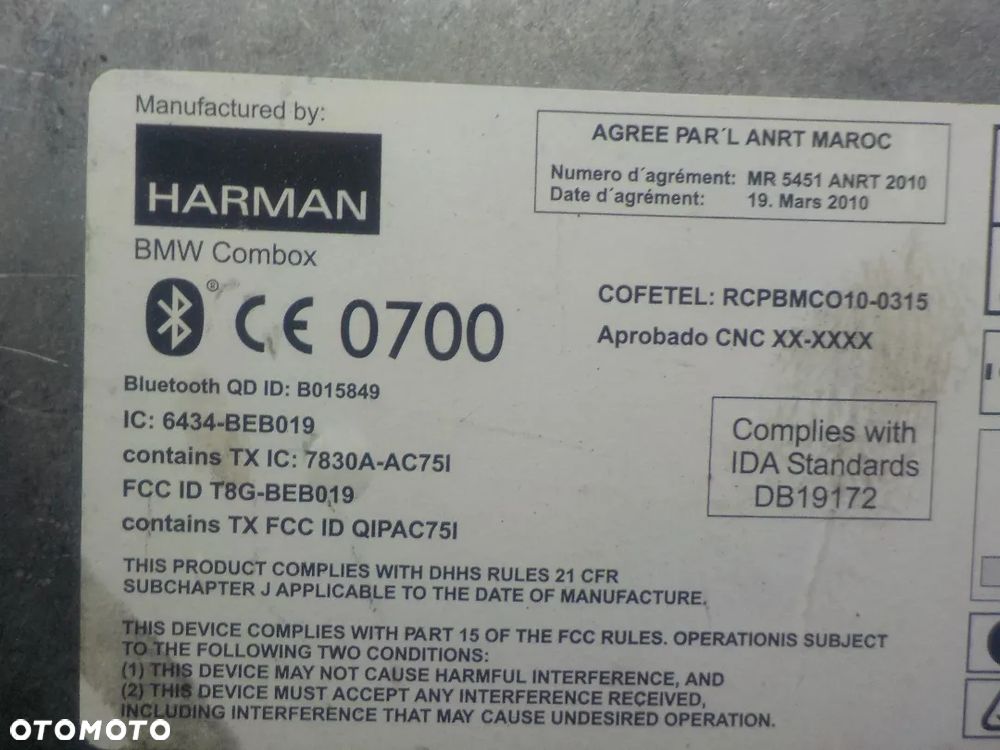 Manufactured by:
HARMAN
BMW Combox
® CE 0700
Bluetooth QD ID: B015849
IC: 6434-BEB019
contains TX IC: 7830A-AC75I
FCC ID T8G-BEB019
contains TX FCC ID QIPAC75I
AGREE PAR´L ANRT MAROC
Numero d´agrément: MR 5451 ANRT 2010
Date d´agrément: 19. Mars 2010
COFETEL: RCPBMCO10-0315
Aprobado CNC XX-XXXX
Complies with
IDA Standards
DB19172
THIS PRODUCT COMPLIES WITH DHHS RULES 21 CFR
SUBCHAPTER J APPLICABLE TO THE DATE OF MANUFACTURE.
THIS DEVICE COMPLIES WITH PART 15 OF THE FCC RULES. OPERATIONIS SUBJECT
TO THE FOLLOWING TWO CONDITIONS:
(1) THIS DEVICE MAY NOT CAUSE HARMFUL INTERFERENCE, AND
(2) THIS DEVICE MUST ACCEPT ANY INTERFERENCE RECEIVED,
INCLUDING INTERFERENCE THAT MAY CAUSE UNDESIRED OPERATION.
OTOMOTO